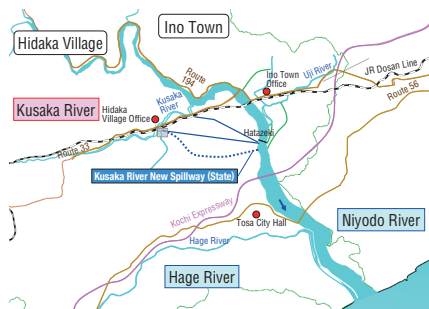 Ino Town
Hidaka Village
Route
194
Ino Town
Office
Uji River
JR Dosan Line
Route 56
Kusaka River
Kusaka
River
Hidaka
Village Office
Hatazeki
Route 33
Kusaka River New Spillway (State)
Kochi Expressway
Tosa City Hall
Niyodo River
Hage River
Hage River